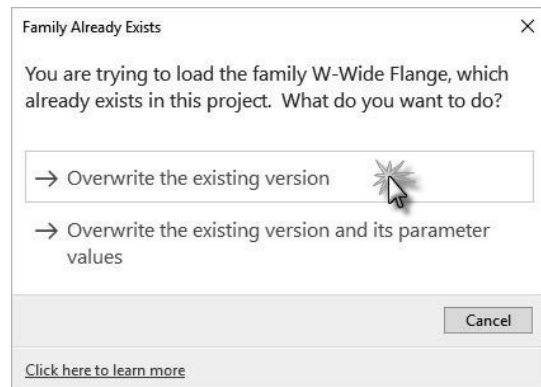 Family Already Exists
You are trying to load the family W-Wide Flange, which
already exists in this project. What do you want to do?
Overwrite the existing version
Overwrite the existing version and its parameter
values
Cancel
Click here to learn more